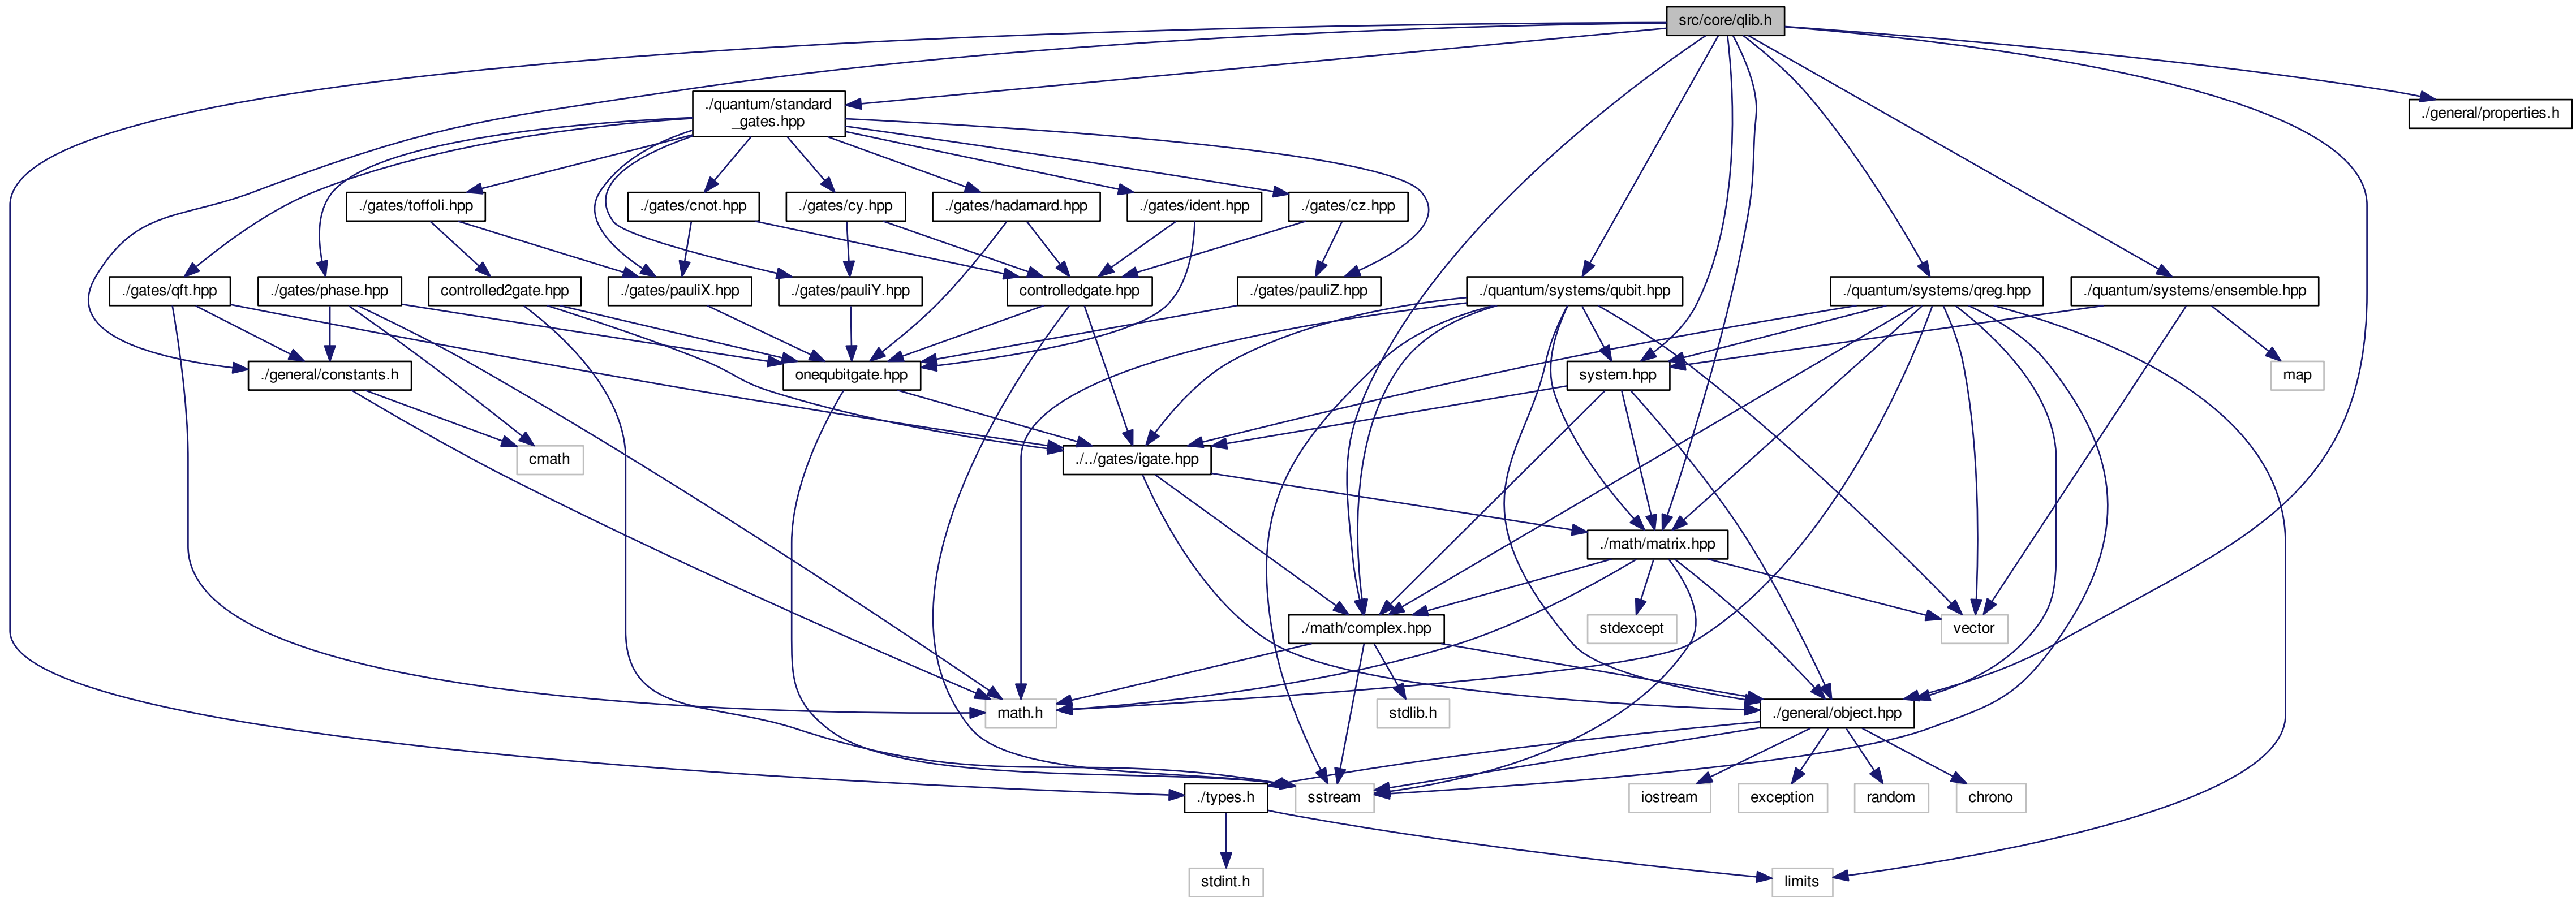 src/core/qlib.h
./quantum/standard
_gates.hpp
./general/properties.h
./gates/toffoli.hpp
./gates/cnot.hpp
./gates/cy.hpp
./gates/hadamard.hpp
./gates/ident.hpp
./gates/cz.hpp
./gates/qft.hpp
./gates/phase.hpp
controlled2gate.hpp
./gates/pauliX.hpp
./gates/pauliY.hpp
controlledgate.hpp
./gates/pauliZ.hpp
./quantum/systems/qubit.hpp
./quantum/systems/qreg.hpp
./quantum/systems/ensemble.hpp
./general/constants.h
onequbitgate.hpp
system.hpp
map
cmath
./../gates/igate.hpp
./math/matrix.hpp
./math/complex.hpp
stdexcept
vector
math.h
stdlib.h
./general/object.hpp
./types.h
sstream
iostream
exception
random
chrono
stdint.h
limits